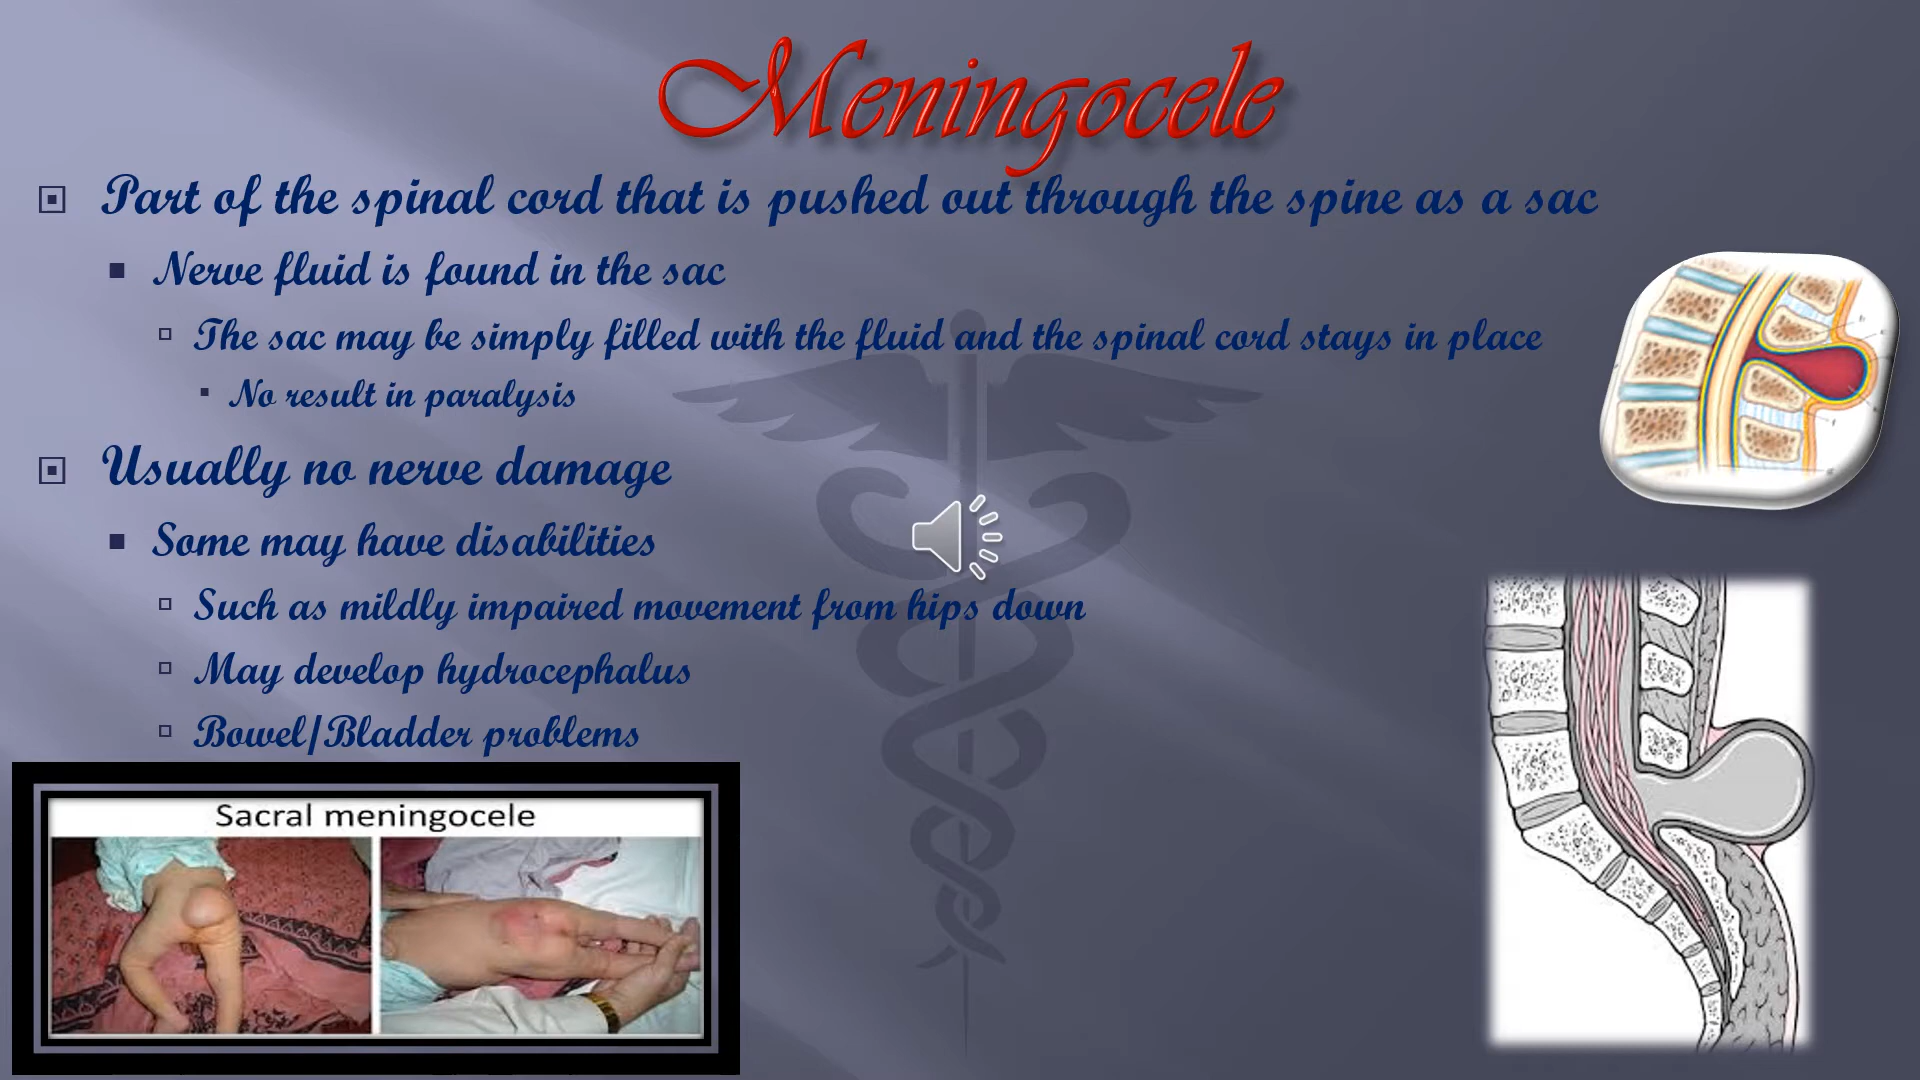 Meningocele
Part of the spinal cord that is pushed out through the spine as a sac
Nerve fluid is found in the sac
The sac may be simply filled with the fluid and the spinal cord stays in place
No result in paralysis
Usually no nerve damage
Some may have disabilities
Such as mildly impaired movement from hips down
May develop hydrocephalus
Bowel/Bladder problems
Sacral meningocele